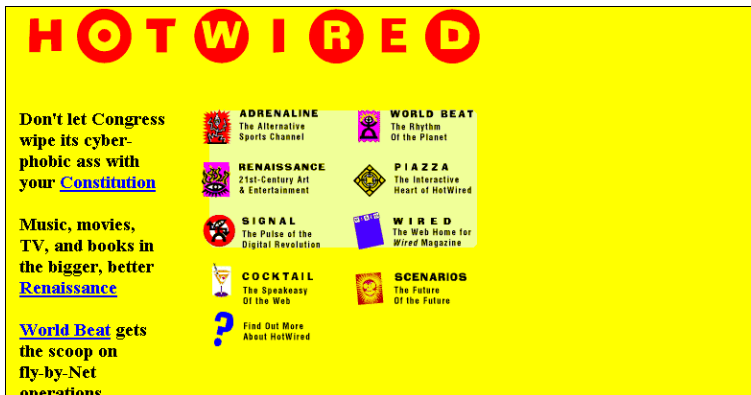 HOTWIRED
Don't let Congress
wipe its cyber-
phobic ass with
your Constitution
Music, movies,
TV, and books in
the bigger, better
Renaissance
World Beat gets
the scoop on
fly-by-Net
operations
ADRENALINE
The Alternative
Sports Channel
WORLD BEAT
The Rhythm
Of the Planet
RENAISSANCE
21st-Century Art
& Entertainment
PIAZZA
The Interactive
Heart of HotWired
SIGNAL
The Pulse of the
Digital Revolution
WIRED
The Web Home for
Wired Magazine
COCKTAIL
The Speakeasy
Of the Web
SCENARIOS
The Future
Of the Future
? Find Out More
About HotWired